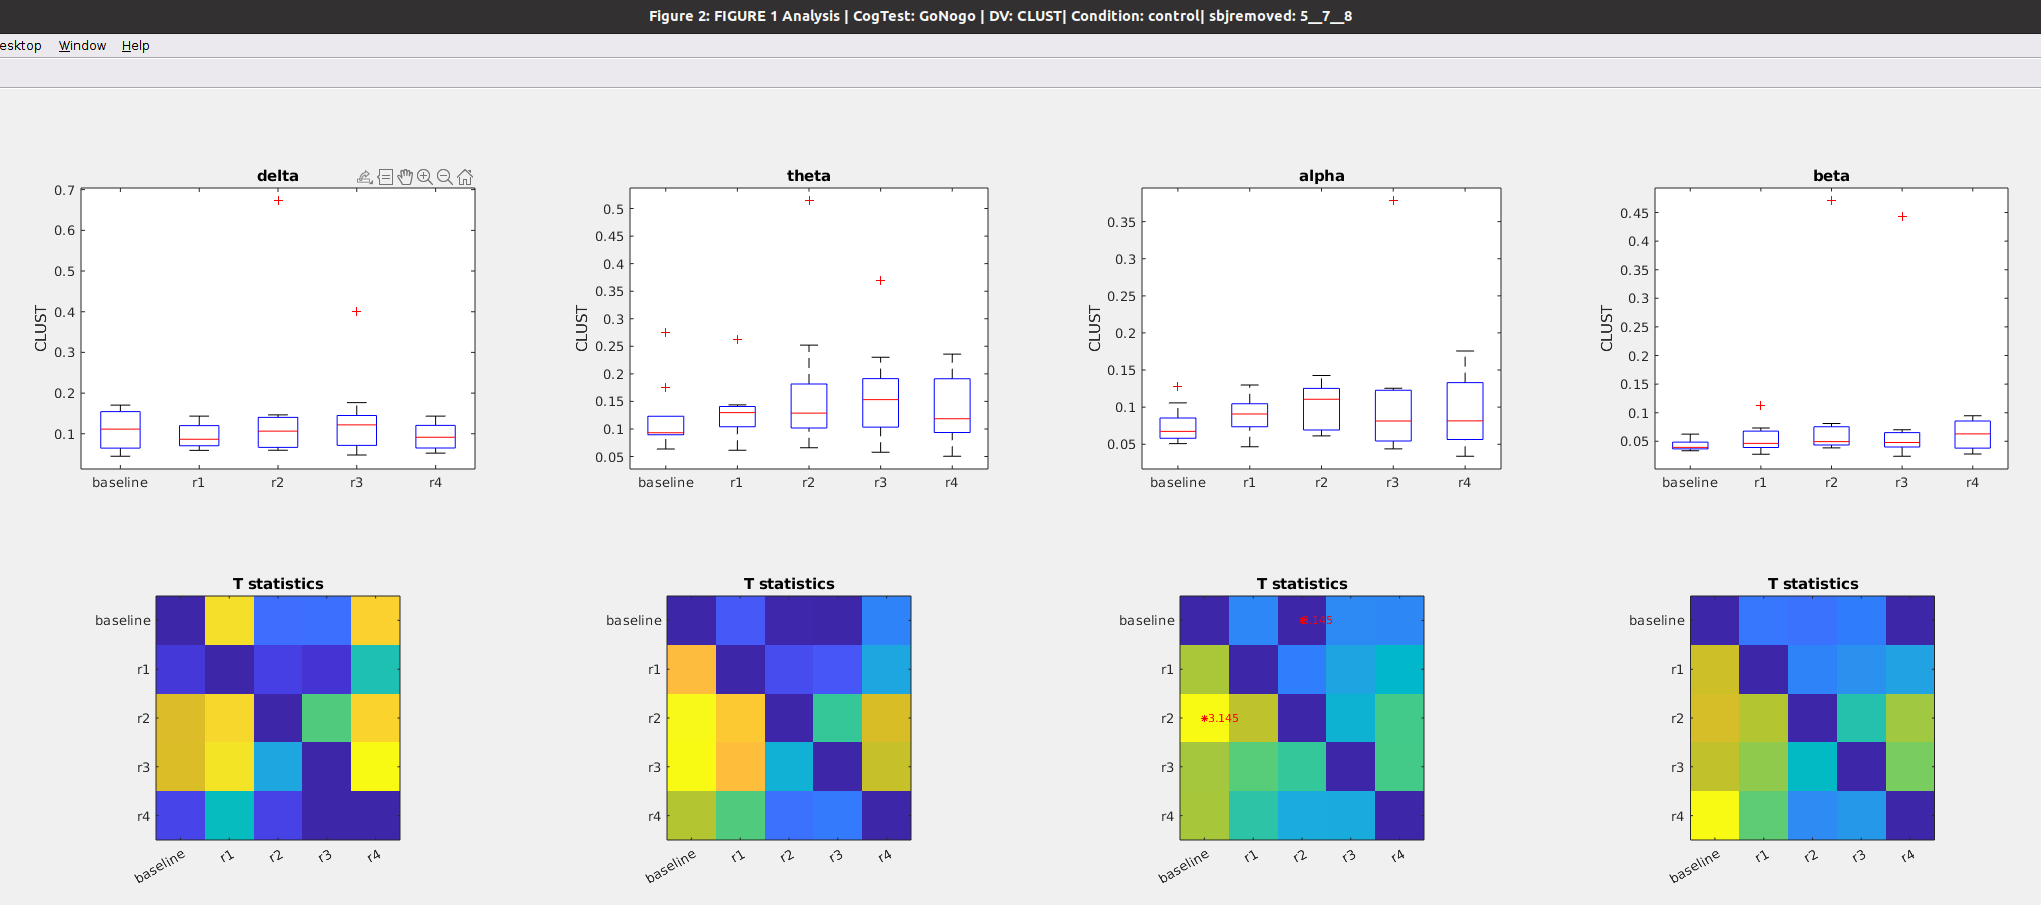 Figure 2: FIGURE 1 Analysis | CogTest: GoNogo | DV: CLUST| Condition: control| sbjremoved: 5__7__8
esktop Window Help
delta
CLUST
0.7
0.6
0.5
0.4
0.3
0.2
0.1
baseline r1 r2 r3 r4
theta
CLUST
0.5
0.45
0.4
0.35
0.3
0.25
0.2
0.15
0.1
0.05
baseline r1 r2 r3 r4
alpha
CLUST
0.35
0.3
0.25
0.2
0.15
0.1
0.05
baseline r1 r2 r3 r4
beta
CLUST
0.45
0.4
0.35
0.3
0.25
0.2
0.15
0.1
0.05
baseline r1 r2 r3 r4
T statistics
baseline
r1
r2
r3
r4
baseline r1 r2 r3 r4
T statistics
baseline
r1
r2
r3
r4
baseline r1 r2 r3 r4
T statistics
baseline
r1
r2
3.145
r3
r4
baseline r1 r2 r3 r4
T statistics
baseline
r1
r2
r3
r4
baseline r1 r2 r3 r4